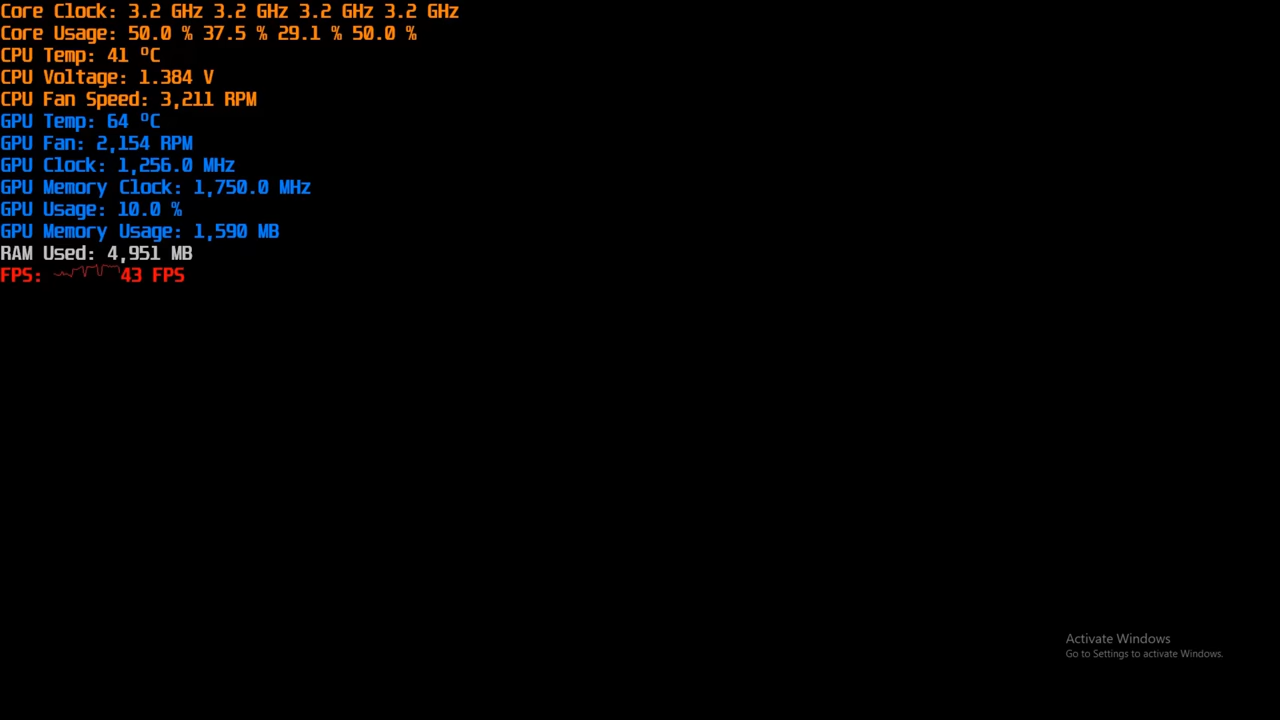 Core Clock: 3.2 GHz 3.2 GHz 3.2 GHz 3.2 GHz
Core Usage: 50.0 % 37.5 % 29.1 % 50.0 %
CPU Temp: 41 ºC
CPU Voltage: 1.384 V
CPU Fan Speed: 3,211 RPM
GPU Temp: 64 ºC
GPU Fan: 2,154 RPM
GPU Clock: 1,256.0 MHz
GPU Memory Clock: 1,750.0 MHz
GPU Usage: 10.0 %
GPU Memory Usage: 1,590 MB
RAM Used: 4,951 MB
FPS: 43 FPS
Activate Windows
Go to Settings to activate Windows.